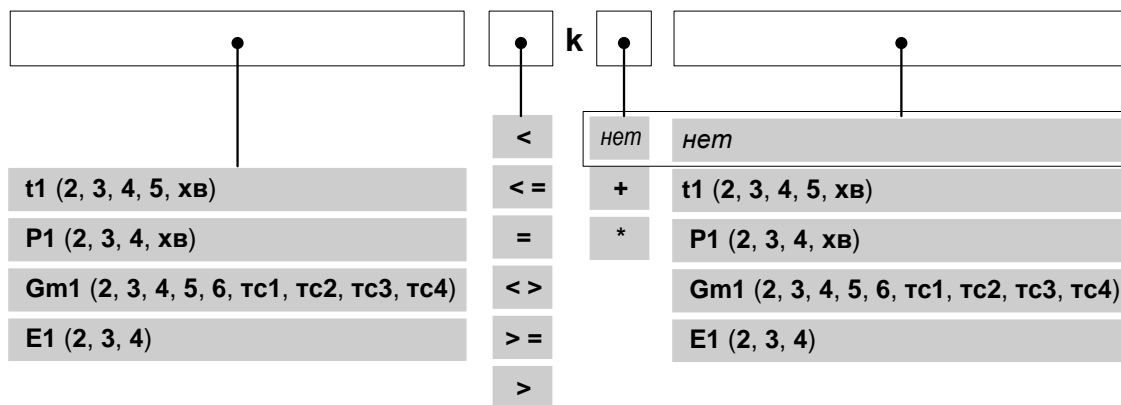 k
< нет нет
t1 (2, 3, 4, 5, хв) < = + t1 (2, 3, 4, 5, хв)
P1 (2, 3, 4, хв) = * P1 (2, 3, 4, хв)
Gm1 (2, 3, 4, 5, 6, тс1, тс2, тс3, тс4) < > Gm1 (2, 3, 4, 5, 6, тс1, тс2, тс3, тс4)
E1 (2, 3, 4) > = E1 (2, 3, 4)
>